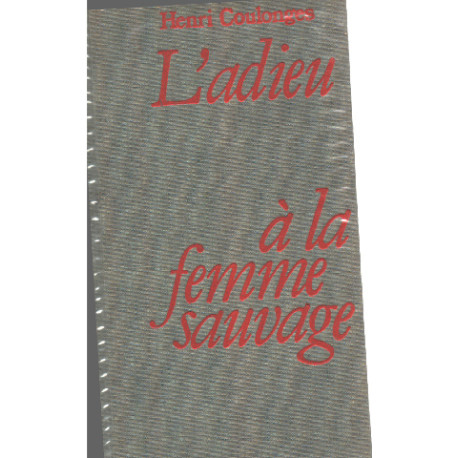 Henri Coulonges
L'adieu
à la
femme
sauvage